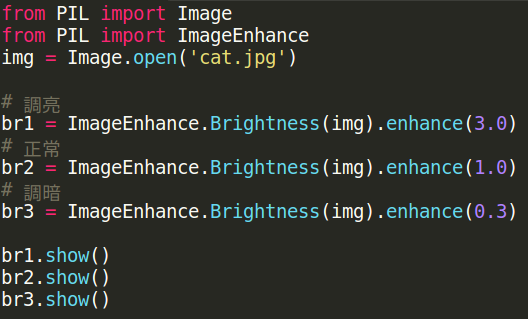 from PIL import Image
from PIL import ImageEnhance
img = Image.open('cat.jpg')
# 調亮
br1 = ImageEnhance.Brightness(img).enhance(3.0)
# 正常
br2 = ImageEnhance.Brightness(img).enhance(1.0)
# 調暗
br3 = ImageEnhance.Brightness(img).enhance(0.3)
br1.show()
br2.show()
br3.show()